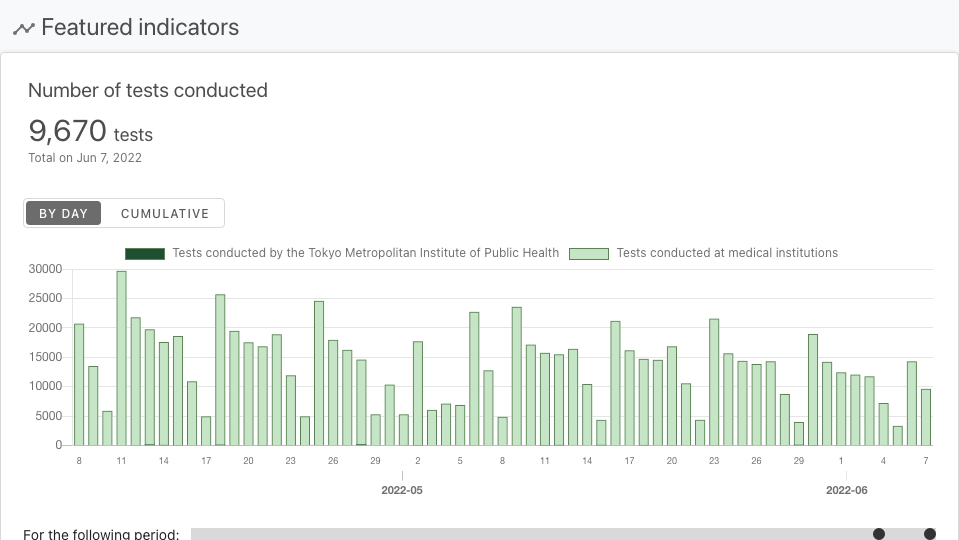 Featured indicators
Number of tests conducted
9,670 tests
Total on Jun 7, 2022
BY DAY CUMULATIVE
Tests conducted by the Tokyo Metropolitan Institute of Public Health Tests conducted at medical institutions
30000
25000
20000
15000
10000
5000
0
8 11 14 17 20 23 26 29 2 5 8 11 14 17 20 23 26 29 1 4 7
2022-05 2022-06
For the following period: